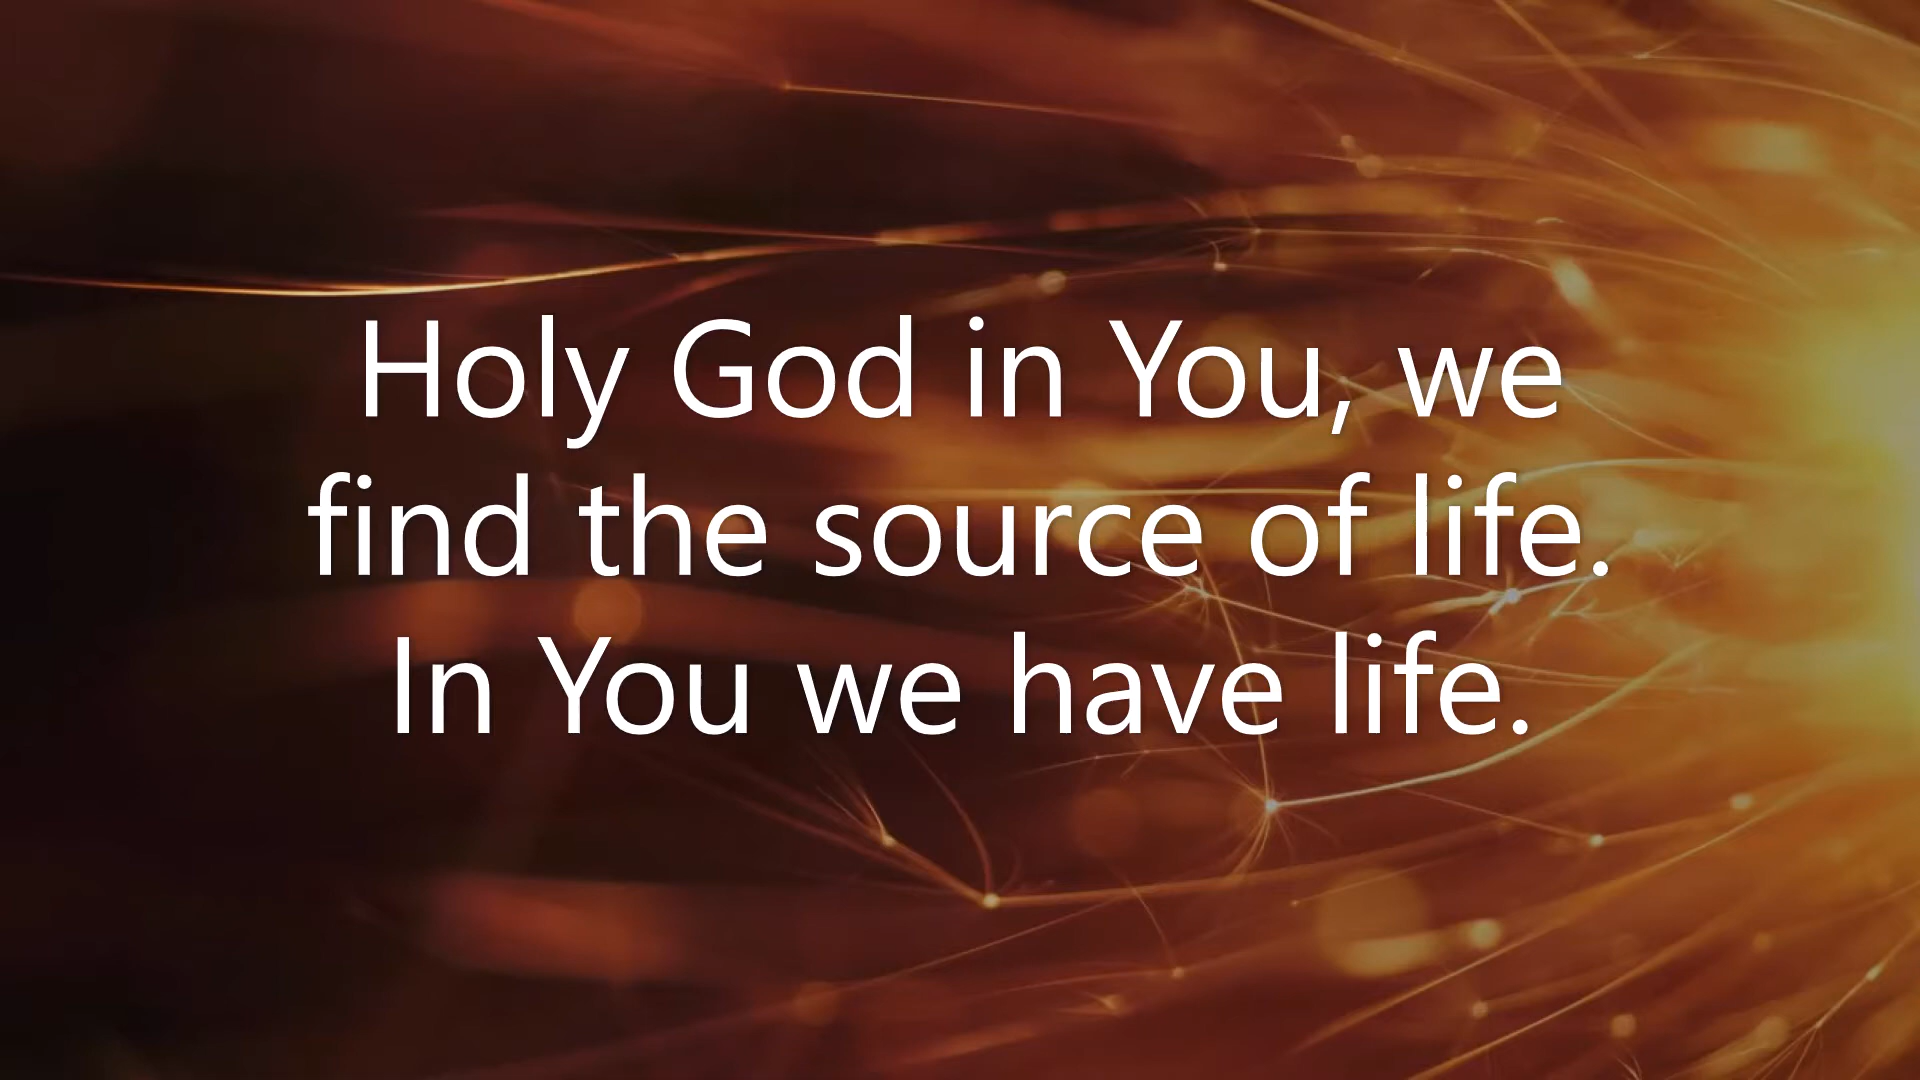 Holy God in You, we
find the source of life.
In You we have life.